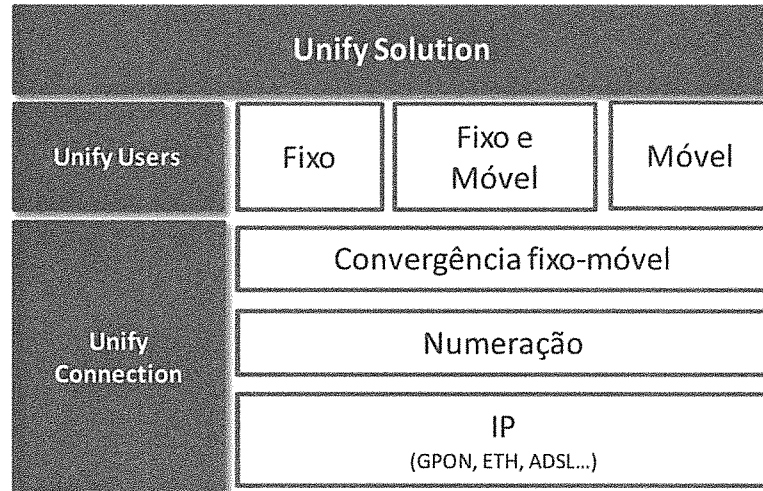 Unify Solution
Unify Users
Fixo
Fixo e
Móvel
Móvel
Unify
Connection
Convergência fixo-móvel
Numeração
IP
(GPON, ETH, ADSL...)